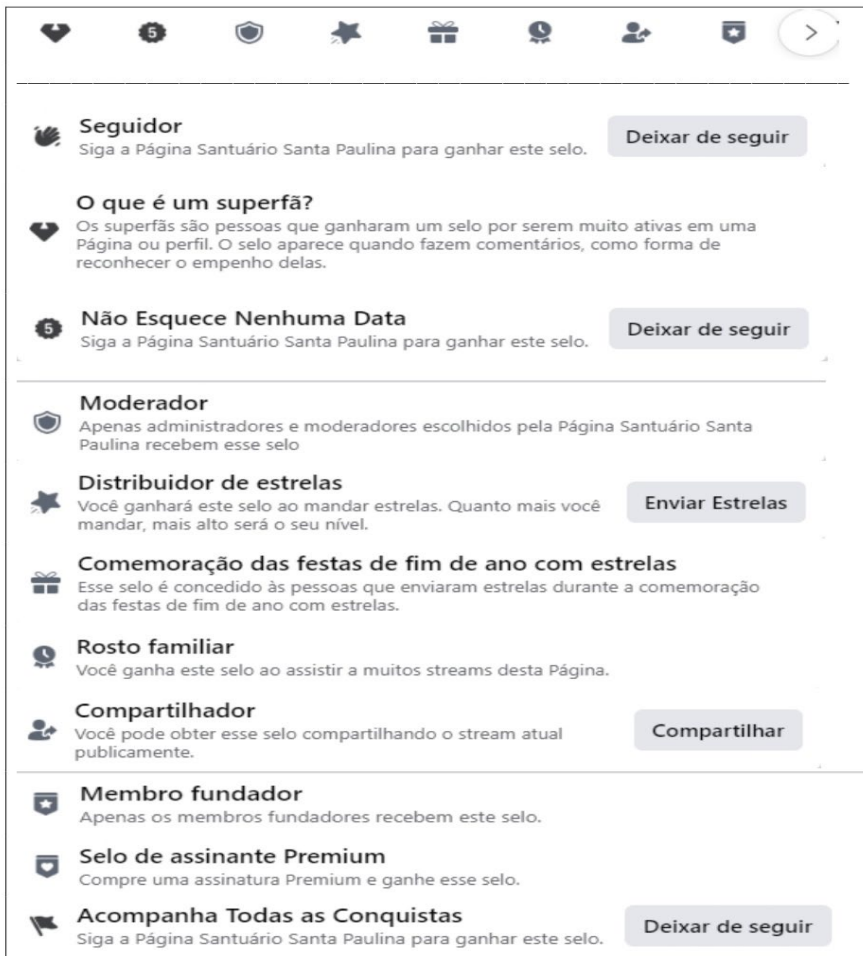 5
Seguidor
Siga a Página Santuário Santa Paulina para ganhar este selo.
Deixar de seguir
O que é um superfã?
Os superfãs são pessoas que ganharam um selo por serem muito ativas em uma
Página ou perfil. O selo aparece quando fazem comentários, como forma de
reconhecer o empenho delas.
5
Não Esquece Nenhuma Data
Siga a Página Santuário Santa Paulina para ganhar este selo.
Deixar de seguir
Moderador
Apenas administradores e moderadores escolhidos pela Página Santuário Santa
Paulina recebem esse selo
Distribuidor de estrelas
Você ganhará este selo ao mandar estrelas. Quanto mais você
mandar, mais alto será o seu nível.
Enviar Estrelas
Comemoração das festas de fim de ano com estrelas
Esse selo é concedido às pessoas que enviaram estrelas durante a comemoração
das festas de fim de ano com estrelas.
Rosto familiar
Você ganha este selo ao assistir a muitos streams desta Página.
Compartilhador
Você pode obter esse selo compartilhando o stream atual
publicamente.
Compartilhar
Membro fundador
Apenas os membros fundadores recebem este selo.
Selo de assinante Premium
Compre uma assinatura Premium e ganhe esse selo.
Acompanha Todas as Conquistas
Siga a Página Santuário Santa Paulina para ganhar este selo.
Deixar de seguir